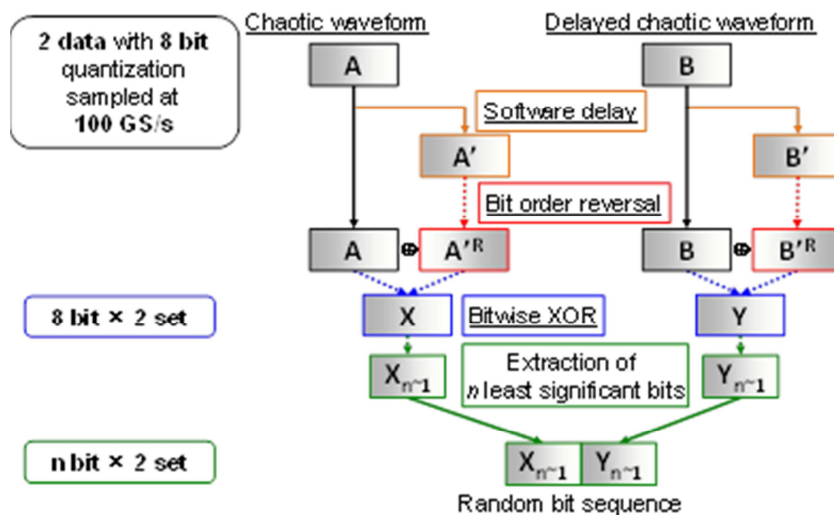 2 data with 8 bit
quantization
sampled at
100 GS/s
Chaotic waveform
Delayed chaotic waveform
A
B
Software delay
A′
B′
Bit order reversal
A ⊕ A′ᴿ
B ⊕ B′ᴿ
8 bit × 2 set
X
Bitwise XOR
Y
Xn~1
Extraction of
n least significant bits
Yn~1
n bit × 2 set
Xn~1 Yn~1
Random bit sequence